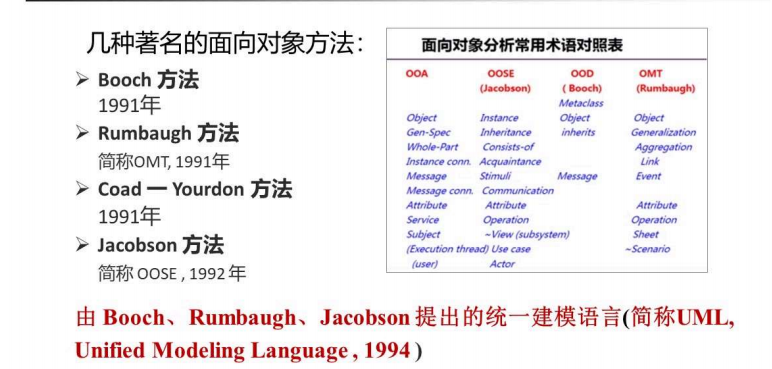 几种著名的面向对象方法：
➢ Booch 方法
1991年
➢ Rumbaugh 方法
简称OMT, 1991年
➢ Coad 一 Yourdon 方法
1991年
➢ Jacobson 方法
简称 OOSE , 1992 年
面向对象分析常用术语对照表
OOA OOSE OOD OMT
(Jacobson) ( Booch) (Rumbaugh)
Metaclass
Object Instance Object Object
Gen-Spec Inheritance inherits Generalization
Whole-Part Consists-of Aggregation
Instance conn. Acquaintance Link
Message Stimuli Message Event
Message conn. Communication
Attribute Attribute Attribute
Service Operation Operation
Subject ~View (subsystem) Sheet
(Execution thread) Use case ~Scenario
(user) Actor
由 Booch、Rumbaugh、Jacobson 提出的统一建模语言(简称UML,
Unified Modeling Language , 1994 )